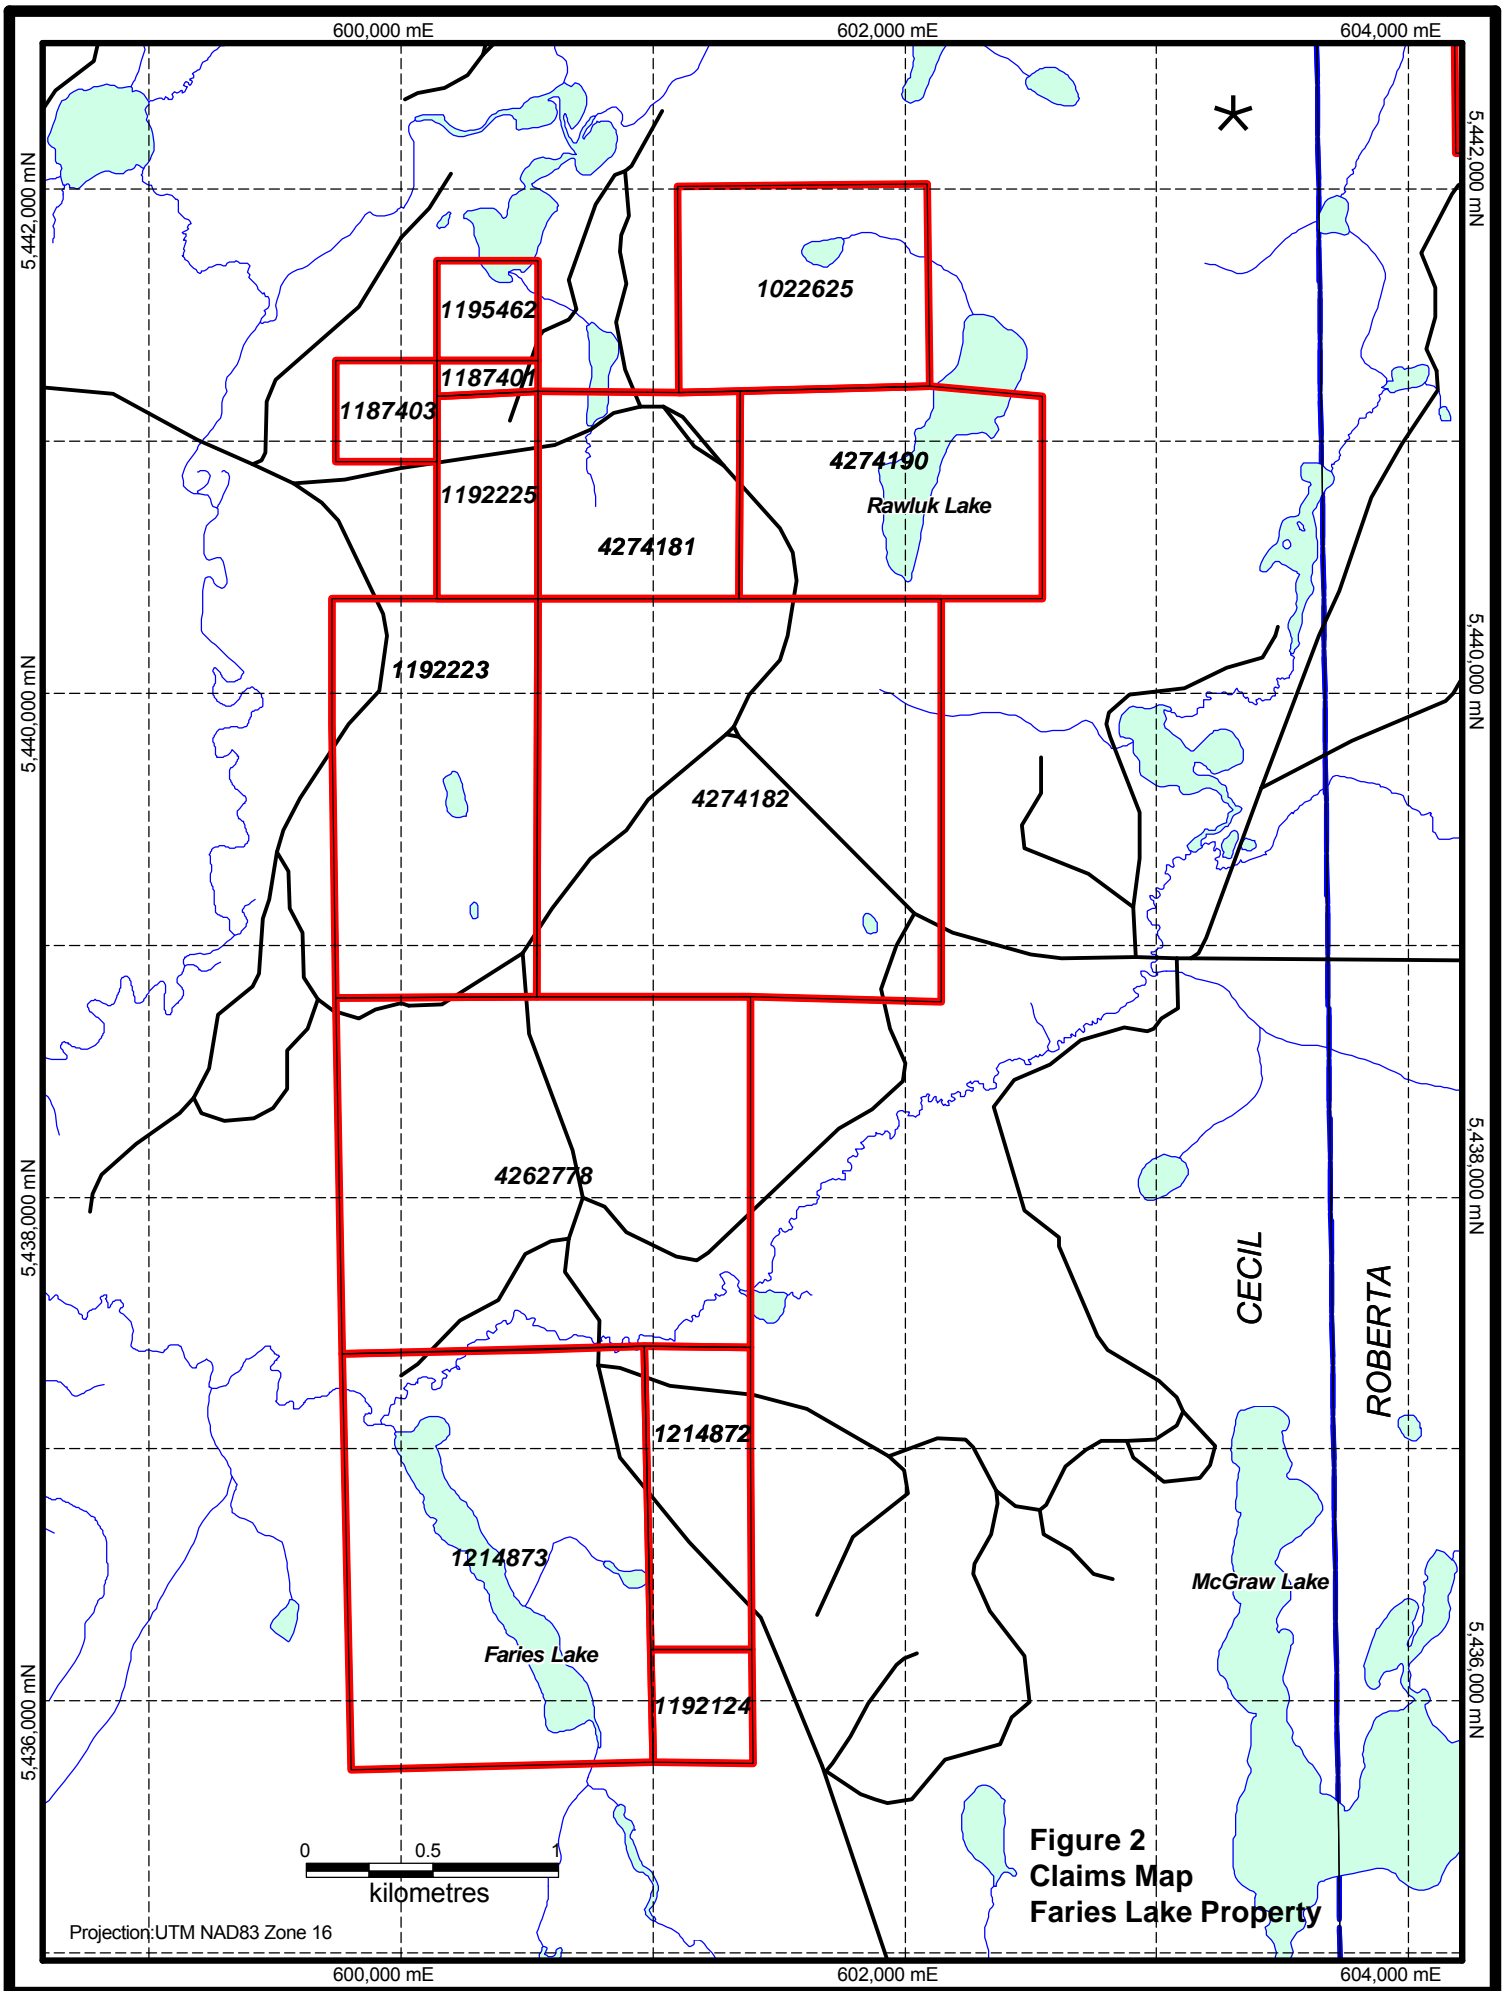 600,000 mE
602,000 mE
604,000 mE
5,442,000 mN
5,442,000 mN
*
1022625
1195462
1187401
1187403
4274190
1192225
Rawluk Lake
4274181
1192223
5,440,000 mN
5,440,000 mN
4274182
4262778
5,438,000 mN
5,438,000 mN
CECIL
ROBERTA
1214872
1214873
McGraw Lake
Faries Lake
1192124
5,436,000 mN
5,436,000 mN
0 0.5 1
kilometres
Figure 2
Claims Map
Faries Lake Property
Projection:UTM NAD83 Zone 16
600,000 mE
602,000 mE
604,000 mE